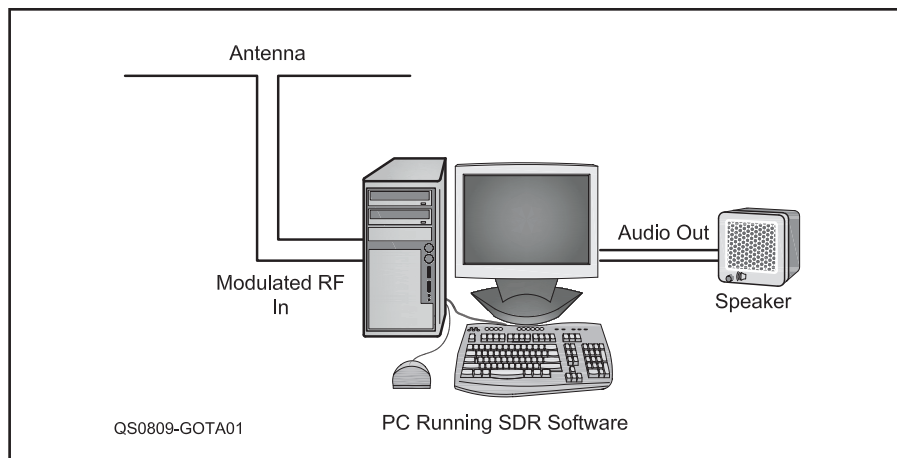 Antenna
Audio Out
Modulated RF
In
Speaker
PC Running SDR Software
QS0809-GOTA01